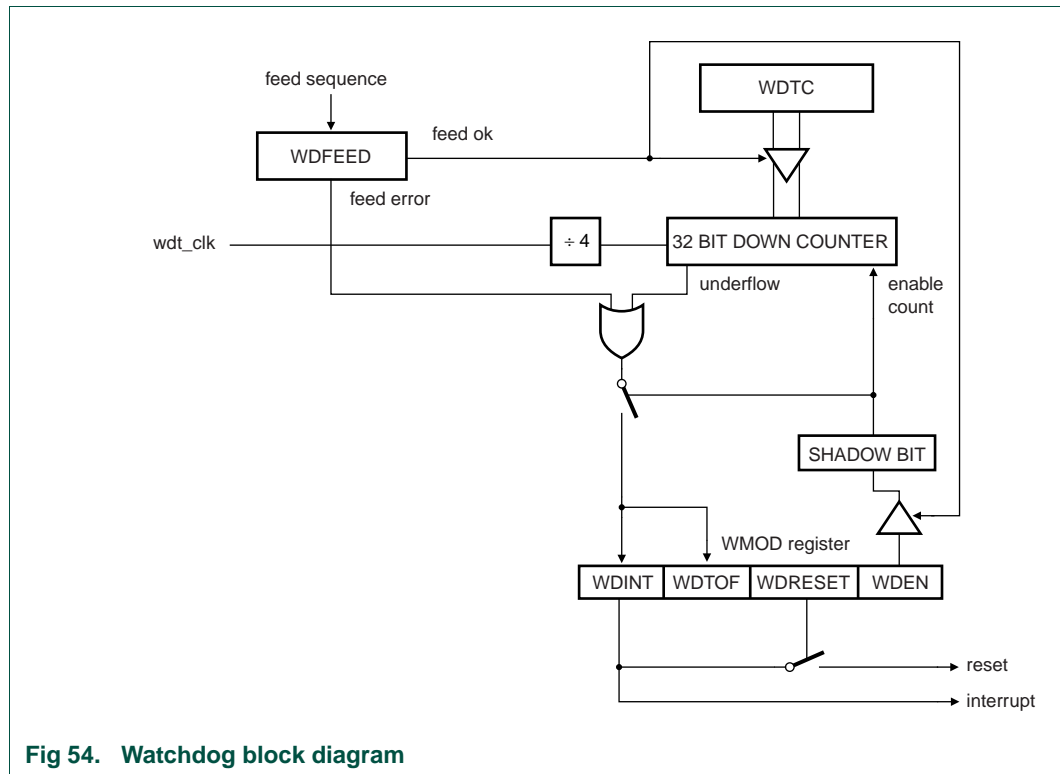 feed sequence
WDTC
feed ok
WDFEED
feed error
wdt_clk
÷ 4
32 BIT DOWN COUNTER
underflow
enable
count
SHADOW BIT
WMOD register
WDINT
WDTOF
WDRESET
WDEN
reset
interrupt
Fig 54. Watchdog block diagram